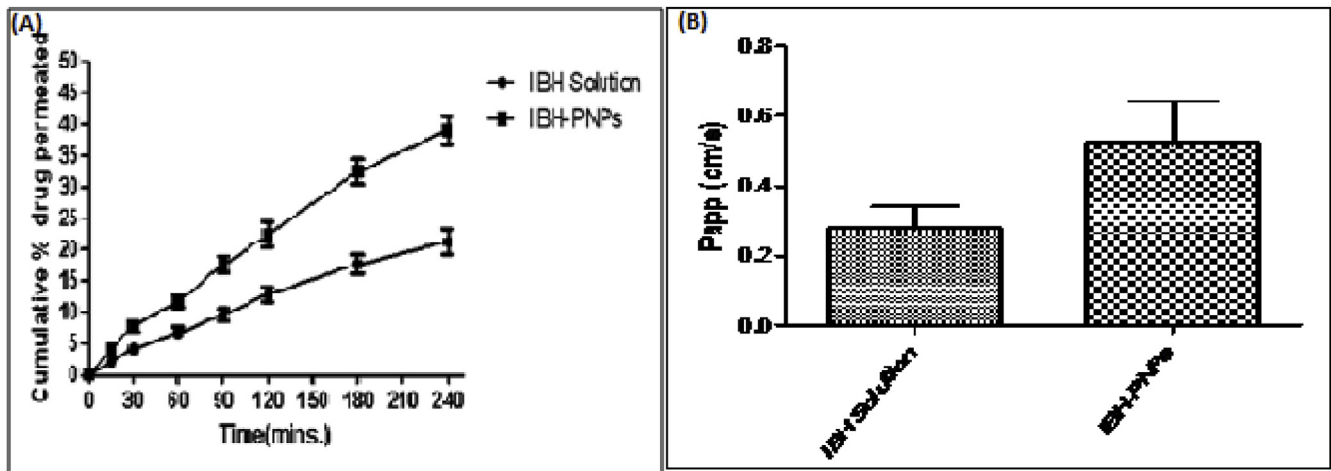 (A)
Cumulative % drug permeated
50
45
40
35
30
25
20
15
10
5
0
0 30 60 90 120 150 180 210 240
Time(mins.)
IBH Solution
IBH-PNPs
(B)
Papp (cm/s)
0.8
0.6
0.4
0.2
0.0
IBH Solution
IBH-PNPs